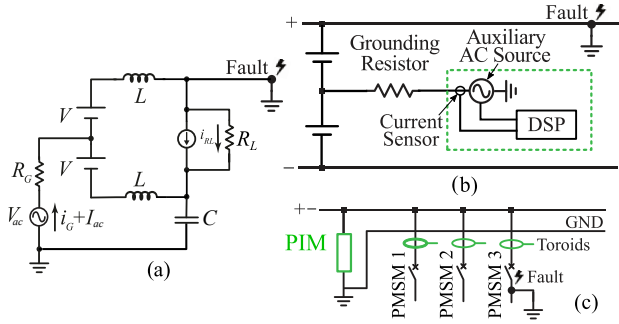 Fault
L
V
i_RL
R_L
R_G
V
L
V_ac
i_G+I_ac
C
(a)
+
Fault
Grounding
Resistor
Auxiliary
AC Source
Current
Sensor
DSP
−
(b)
+−
GND
PIM
PMSM 1
PMSM 2
PMSM 3
Toroids
Fault
(c)